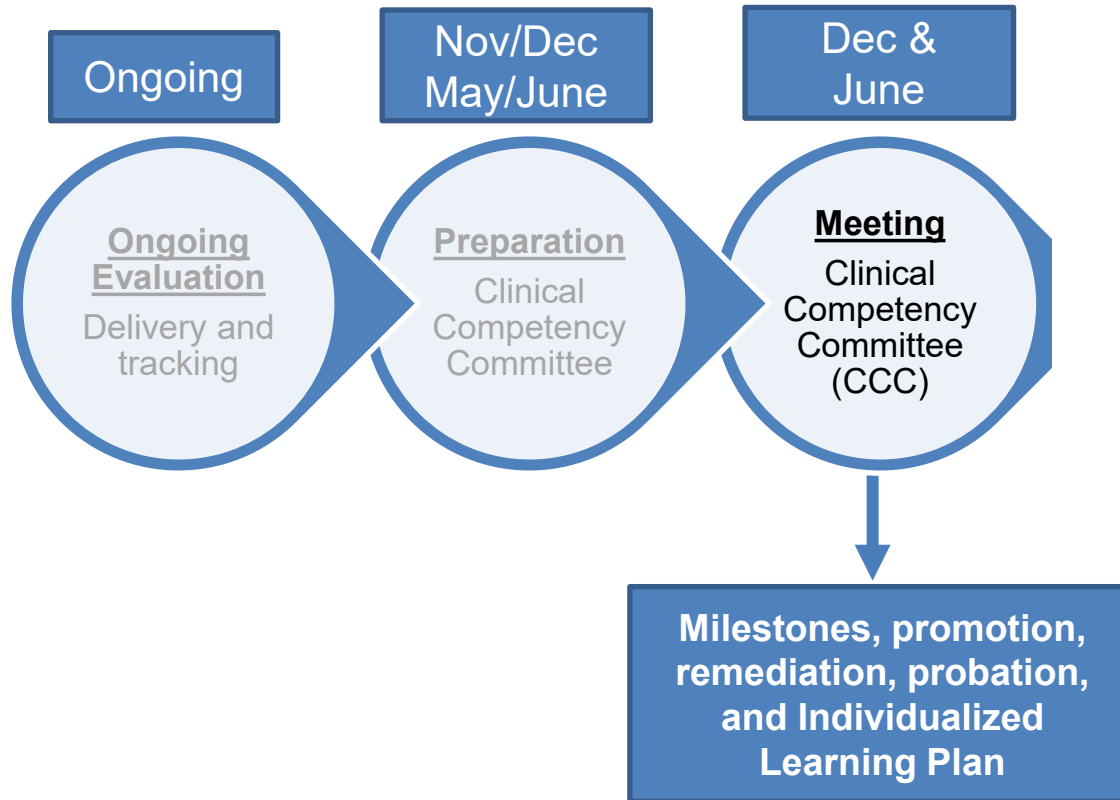 Ongoing
Nov/Dec
May/June
Dec &
June
Ongoing
Evaluation
Delivery and
tracking
Preparation
Clinical
Competency
Committee
Meeting
Clinical
Competency
Committee
(CCC)
Milestones, promotion,
remediation, probation,
and Individualized
Learning Plan